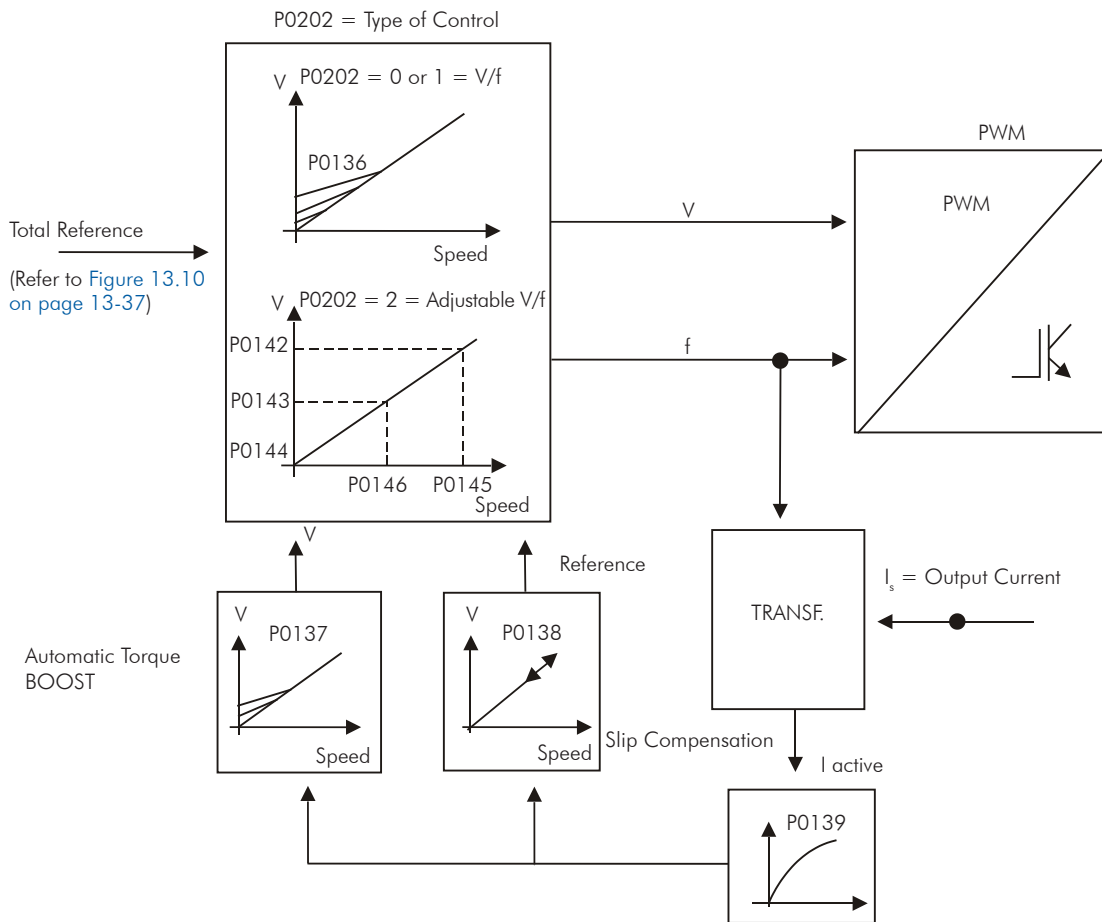 P0202 = Type of Control
V
P0202 = 0 or 1 = V/f
P0136
Speed
Total Reference
(Refer to Figure 13.10
on page 13-37)
V
P0202 = 2 = Adjustable V/f
P0142
P0143
P0144
P0146
P0145
Speed
PWM
PWM
V
f
V
Reference
V
P0137
Speed
Automatic Torque
BOOST
V
P0138
Speed
Slip Compensation
TRANSF.
Is = Output Current
I active
P0139